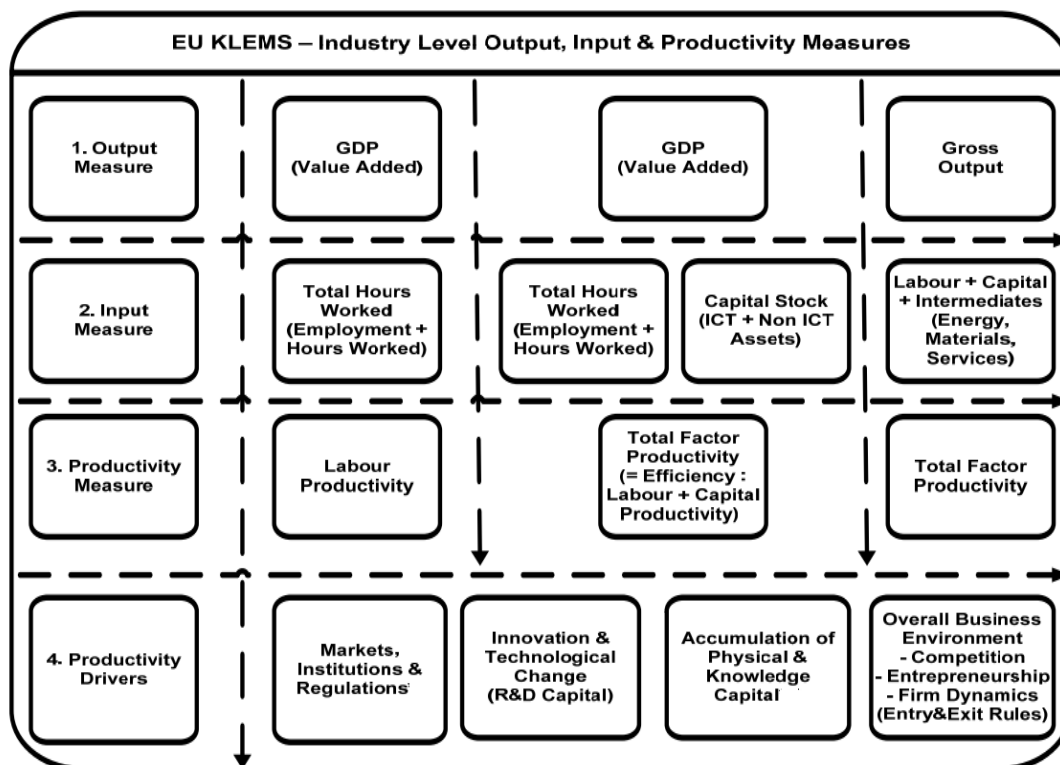 EU KLEMS – Industry Level Output, Input & Productivity Measures
1. Output
Measure
GDP
(Value Added)
GDP
(Value Added)
Gross
Output
2. Input
Measure
Total Hours
Worked
(Employment +
Hours Worked)
Total Hours
Worked
(Employment +
Hours Worked)
Capital Stock
(ICT + Non ICT
Assets)
Labour + Capital
+ Intermediates
(Energy,
Materials,
Services)
3. Productivity
Measure
Labour
Productivity
Total Factor
Productivity
(= Efficiency :
Labour + Capital
Productivity)
Total Factor
Productivity
4. Productivity
Drivers
Markets,
Institutions &
Regulations
Innovation &
Technological
Change
(R&D Capital)
Accumulation of
Physical &
Knowledge
Capital
Overall Business
Environment
- Competition
- Entrepreneurship
- Firm Dynamics
(Entry&Exit Rules)